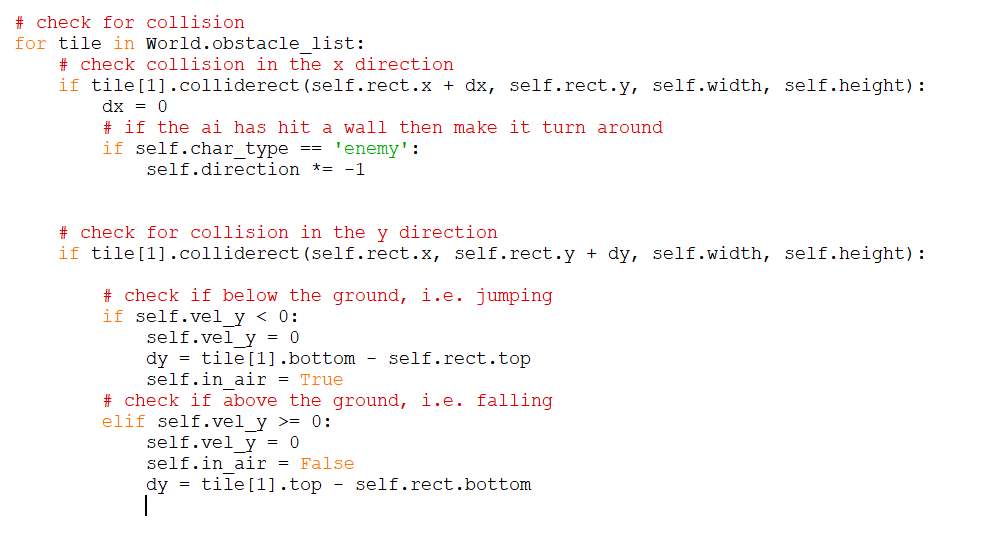 # check for collision
for tile in World.obstacle_list:
    # check collision in the x direction
    if tile[1].colliderect(self.rect.x + dx, self.rect.y, self.width, self.height):
        dx = 0
        # if the ai has hit a wall then make it turn around
        if self.char_type == 'enemy':
            self.direction *= -1
    # check for collision in the y direction
    if tile[1].colliderect(self.rect.x, self.rect.y + dy, self.width, self.height):
        # check if below the ground, i.e. jumping
        if self.vel_y < 0:
            self.vel_y = 0
            dy = tile[1].bottom - self.rect.top
            self.in_air = True
        # check if above the ground, i.e. falling
        elif self.vel_y >= 0:
            self.vel_y = 0
            self.in_air = False
            dy = tile[1].top - self.rect.bottom